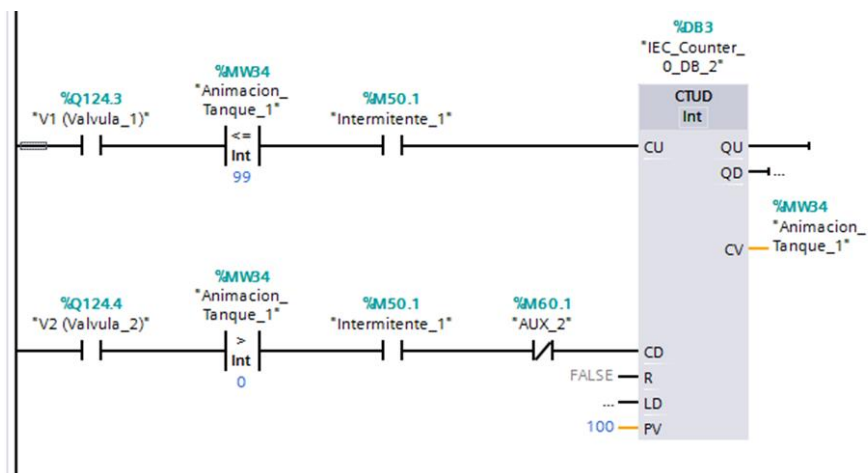 %DB3
"IEC_Counter_
0_DB_2"
CTUD
Int
%Q124.3
"V1 (Valvula_1)"
%MW34
"Animacion_
Tanque_1"
<=
Int
99
%M50.1
"Intermitente_1"
CU
QU
QD
...
%MW34
"Animacion_
Tanque_1"
CV
%Q124.4
"V2 (Valvula_2)"
%MW34
"Animacion_
Tanque_1"
>
Int
0
%M50.1
"Intermitente_1"
%M60.1
"AUX_2"
CD
FALSE
R
...
LD
100
PV